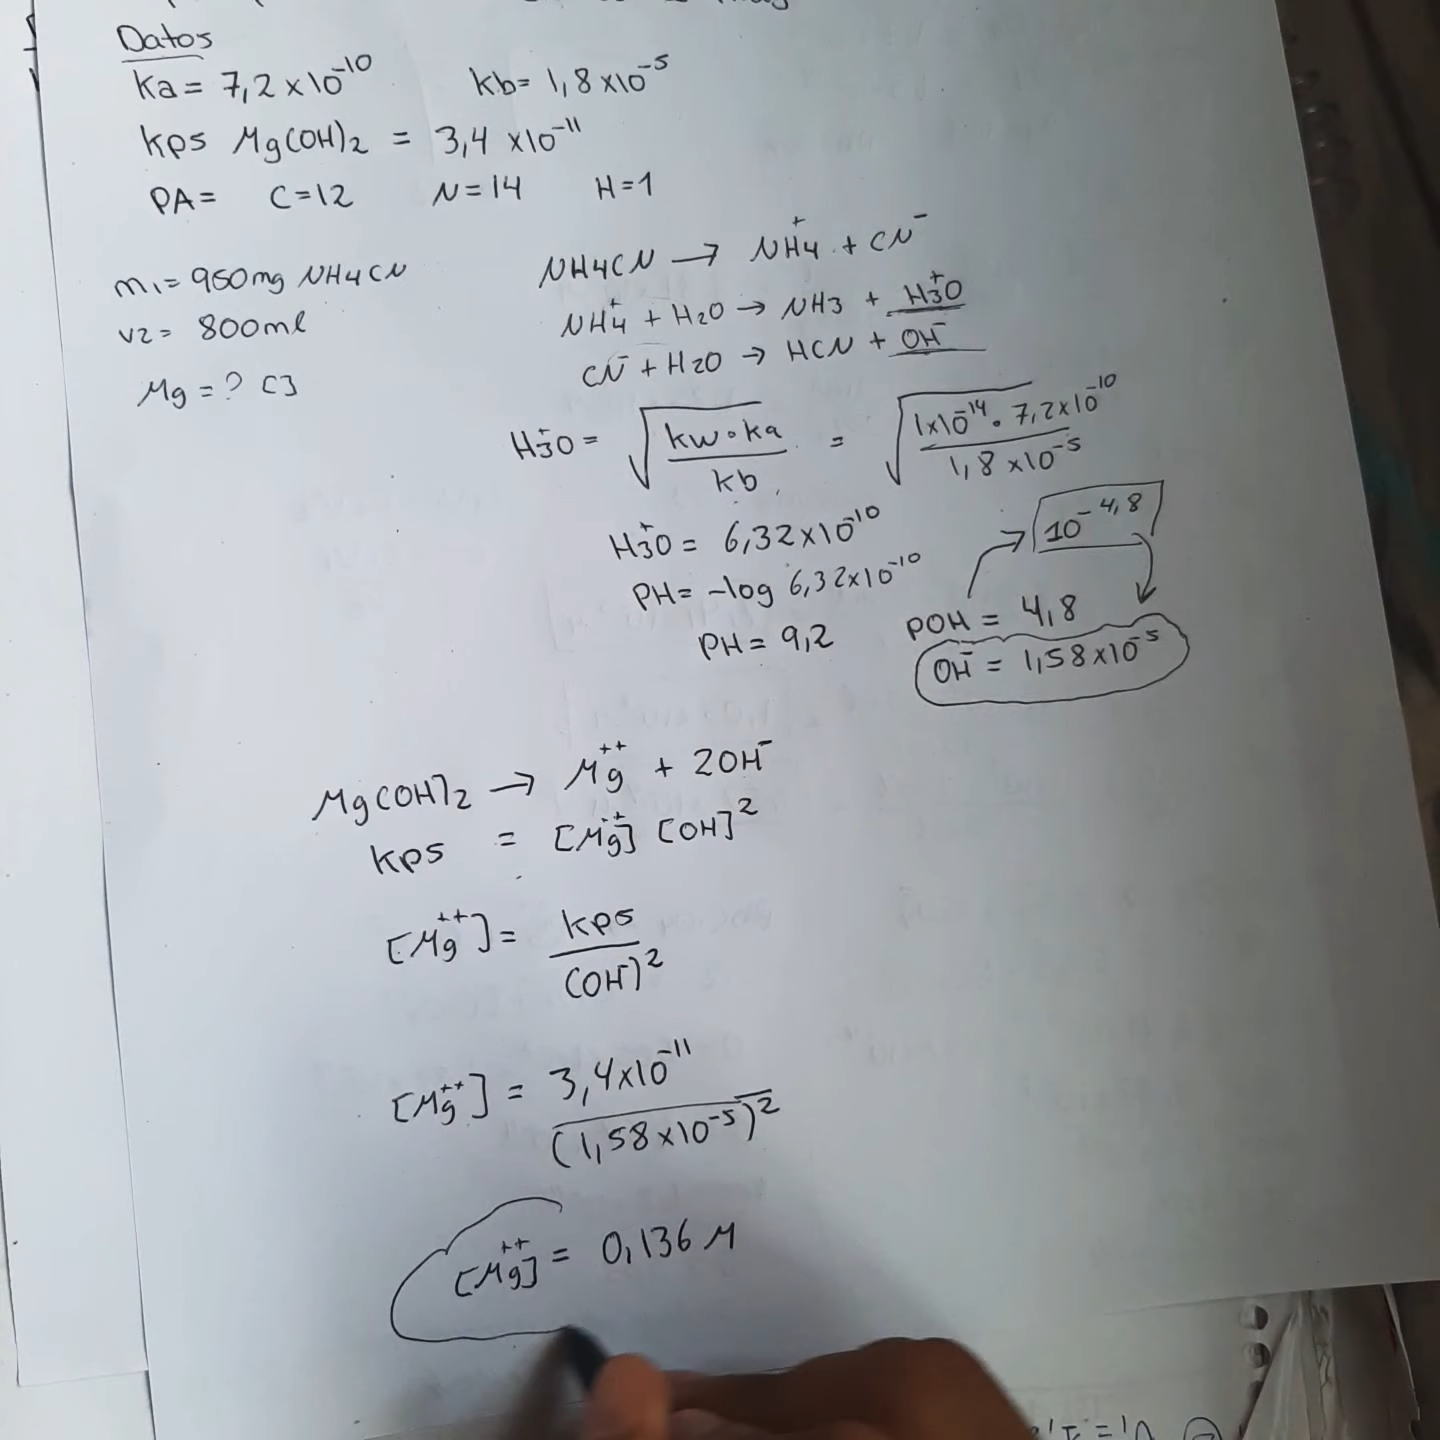 Datos
Ka = 7,2 x10⁻¹⁰ Kb= 1,8 x10⁻⁵
Kps Mg(OH)₂ = 3,4 x10⁻¹¹
PA= C=12 N=14 H=1
m₁= 950mg NH4CN
V2= 800ml
Mg = ? [ ]
NH4CN → NH4⁺ + CN⁻
NH4⁺ + H2O → NH3 + H3O⁺
CN⁻ + H2O → HCN + OH⁻
H3O⁺ = √(Kw • Ka / Kb) = √(1x10⁻¹⁴ • 7,2x10⁻¹⁰ / 1,8 x10⁻⁵)
H3O⁺ = 6,32x10⁻¹⁰
PH= -log 6,32x10⁻¹⁰
PH= 9,2
10⁻⁴,⁸
POH = 4,8
OH⁻ = 1,58x10⁻⁵
Mg(OH)2 → Mg⁺⁺ + 2OH⁻
Kps = [Mg⁺⁺] [OH]²
[Mg⁺⁺] = Kps / (OH⁻)²
[Mg⁺⁺] = 3,4x10⁻¹¹ / (1,58x10⁻⁵)²
[Mg⁺⁺] = 0,136 M